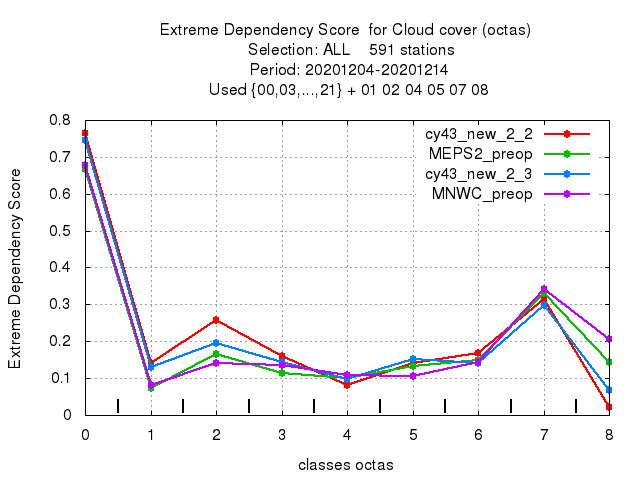 Extreme Dependency Score  for Cloud cover (octas)
Selection: ALL    591 stations
Period: 20201204-20201214
Used {00,03,...,21} + 01 02 04 05 07 08
cy43_new_2_2
MEPS2_preop
cy43_new_2_3
MNWC_preop
Extreme Dependency Score
0.8
0.7
0.6
0.5
0.4
0.3
0.2
0.1
0
0 1 2 3 4 5 6 7 8
classes octas